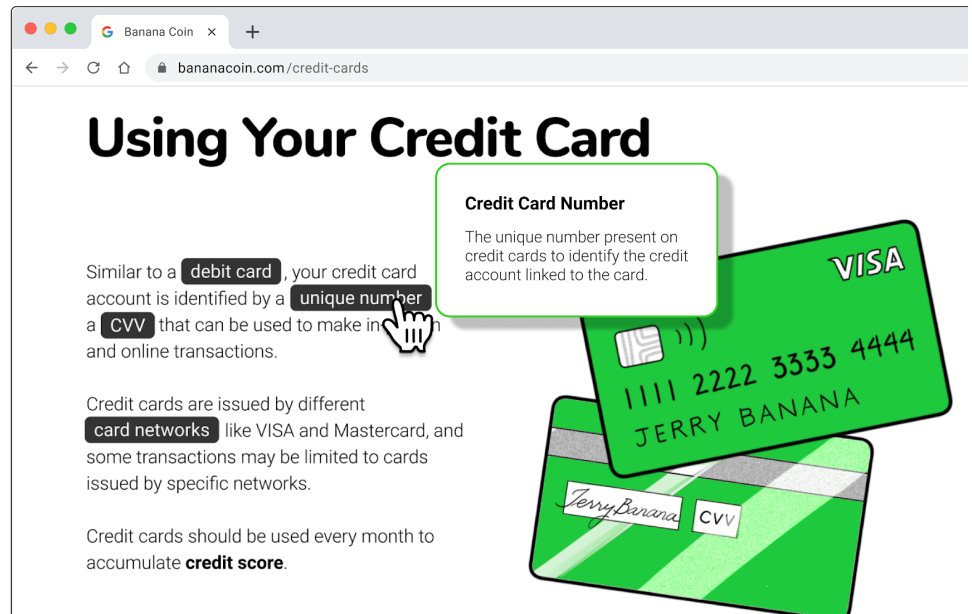 Banana Coin
bananacoin.com/credit-cards
Using Your Credit Card
Credit Card Number
The unique number present on
credit cards to identify the credit
account linked to the card.
Similar to a debit card , your credit card
account is identified by a unique number
a CVV that can be used to make in n
and online transactions.
Credit cards are issued by different
card networks like VISA and Mastercard, and
some transactions may be limited to cards
issued by specific networks.
Credit cards should be used every month to
accumulate credit score.
VISA
1111 2222 3333 4444
JERRY BANANA
Jerry Banana
CVV